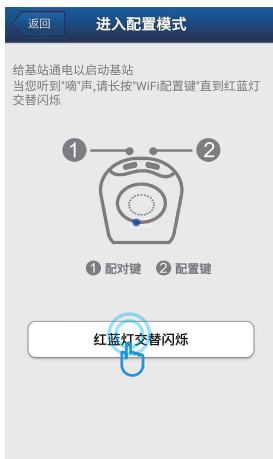 返回
进入配置模式
给基站通电以启动基站
当您听到"嘀"声,请长按"WiFi配置键"直到红蓝灯
交替闪烁
1 2
1 配对键 2 配置键
红蓝灯交替闪烁